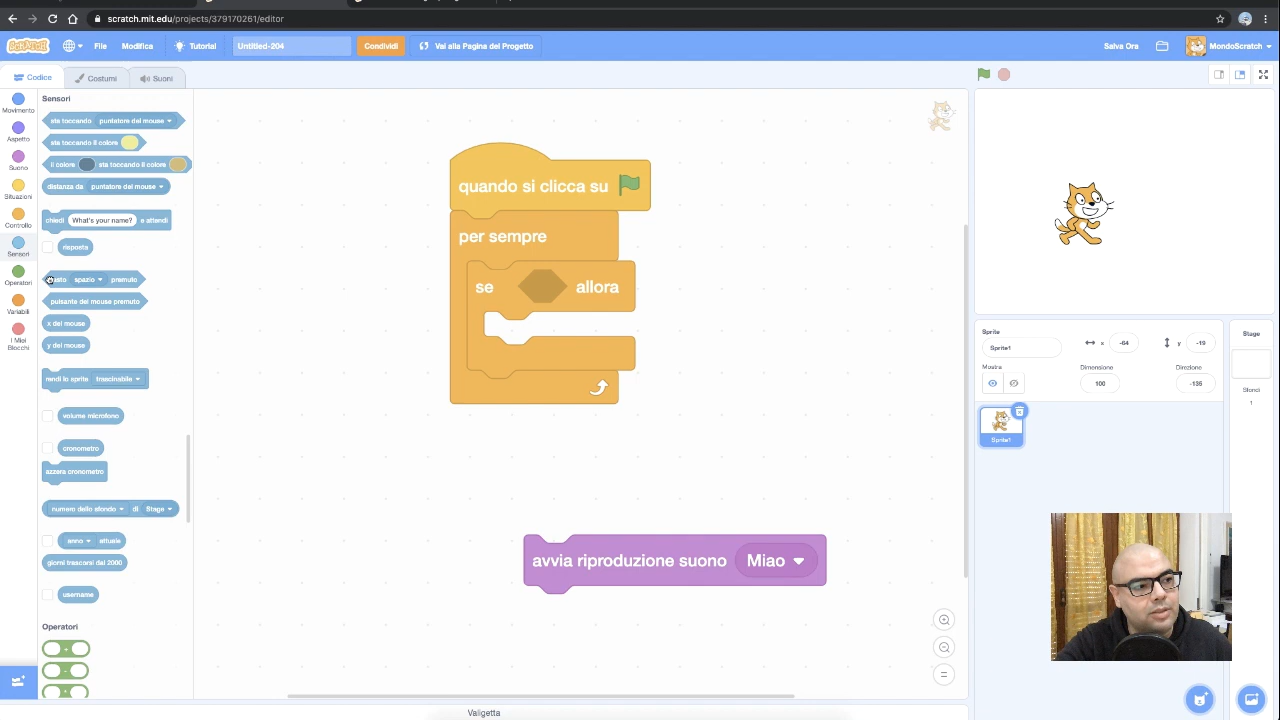 scratch.mit.edu/projects/379170261/editor
SCRATCH
File
Modifica
Tutorial
Untitled-204
Condividi
Vai alla Pagina del Progetto
Salva Ora
MondoScratch
Codice
Costumi
Suoni
Movimento
Aspetto
Suono
Situazioni
Controllo
Sensori
Operatori
Variabili
I Miei
Blocchi
Sensori
sta toccando puntatore del mouse
sta toccando il colore
il colore sta toccando il colore
distanza da puntatore del mouse
chiedi What's your name? e attendi
risposta
spazio premuto
pulsante del mouse premuto
x del mouse
y del mouse
rendi lo sprite trascinabile
volume microfono
cronometro
azzera cronometro
numero dello sfondo di Stage
anno attuale
giorni trascorsi dal 2000
username
Operatori
+
-
*
quando si clicca su
per sempre
se allora
avvia riproduzione suono Miao
Valigetta
Sprite
Sprite1
x -64
y -19
Mostra
Dimensione
100
Direzione
-135
Sprite1
Stage
Sfondi
1